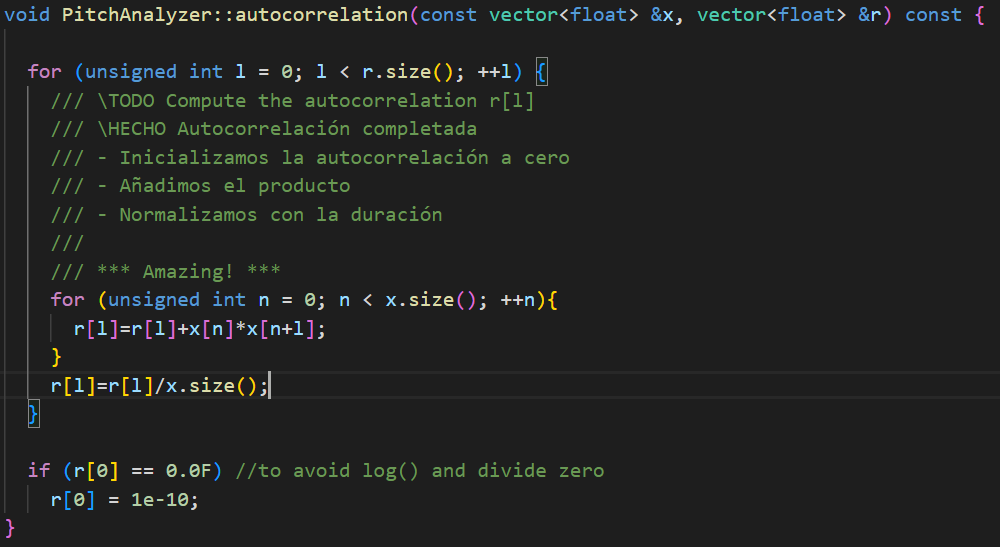 void PitchAnalyzer::autocorrelation(const vector<float> &x, vector<float> &r) const {
for (unsigned int l = 0; l < r.size(); ++l) {
/// \TODO Compute the autocorrelation r[l]
/// \HECHO Autocorrelación completada
/// - Inicializamos la autocorrelación a cero
/// - Añadimos el producto
/// - Normalizamos con la duración
///
/// *** Amazing! ***
for (unsigned int n = 0; n < x.size(); ++n){
r[l]=r[l]+x[n]*x[n+l];
}
r[l]=r[l]/x.size();
}
if (r[0] == 0.0F) //to avoid log() and divide zero
r[0] = 1e-10;
}